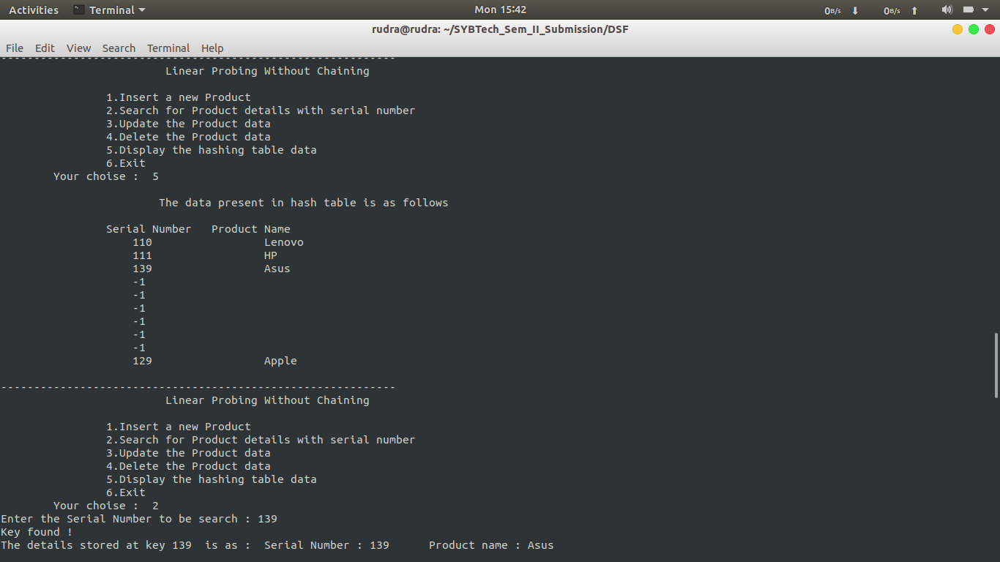 Activities Terminal Mon 15:42 0B/s 0B/s
rudra@rudra: ~/SYBTech_Sem_II_Submission/DSF
File Edit View Search Terminal Help
------------------------------------------------------------
Linear Probing Without Chaining
1.Insert a new Product
2.Search for Product details with serial number
3.Update the Product data
4.Delete the Product data
5.Display the hashing table data
6.Exit
Your choise : 5
The data present in hash table is as follows
Serial Number Product Name
110 Lenovo
111 HP
139 Asus
-1
-1
-1
-1
-1
-1
129 Apple
------------------------------------------------------------
Linear Probing Without Chaining
1.Insert a new Product
2.Search for Product details with serial number
3.Update the Product data
4.Delete the Product data
5.Display the hashing table data
6.Exit
Your choise : 2
Enter the Serial Number to be search : 139
Key found !
The details stored at key 139 is as : Serial Number : 139 Product name : Asus